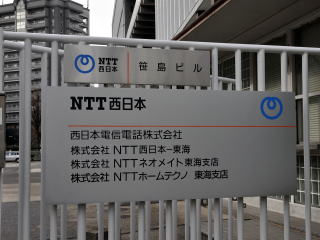 NTT西日本 笹島ビル
NTT西日本
西日本電信電話株式会社
株式会社 NTT西日本−東海
株式会社 NTTネオメイト東海支店
株式会社 NTTホームテクノ 東海支店